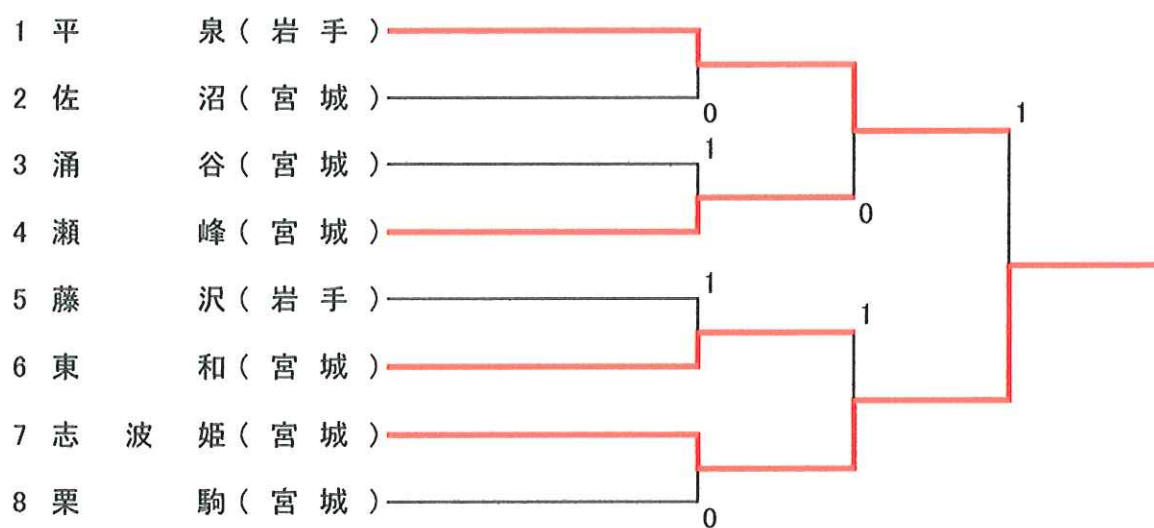 1 平泉(岩手)
2 佐沼(宮城)
0
1
3 涌谷(宮城)
1
0
4 瀬峰(宮城)
5 藤沢(岩手)
1
1
6 東和(宮城)
7 志波姫(宮城)
8 栗駒(宮城)
0